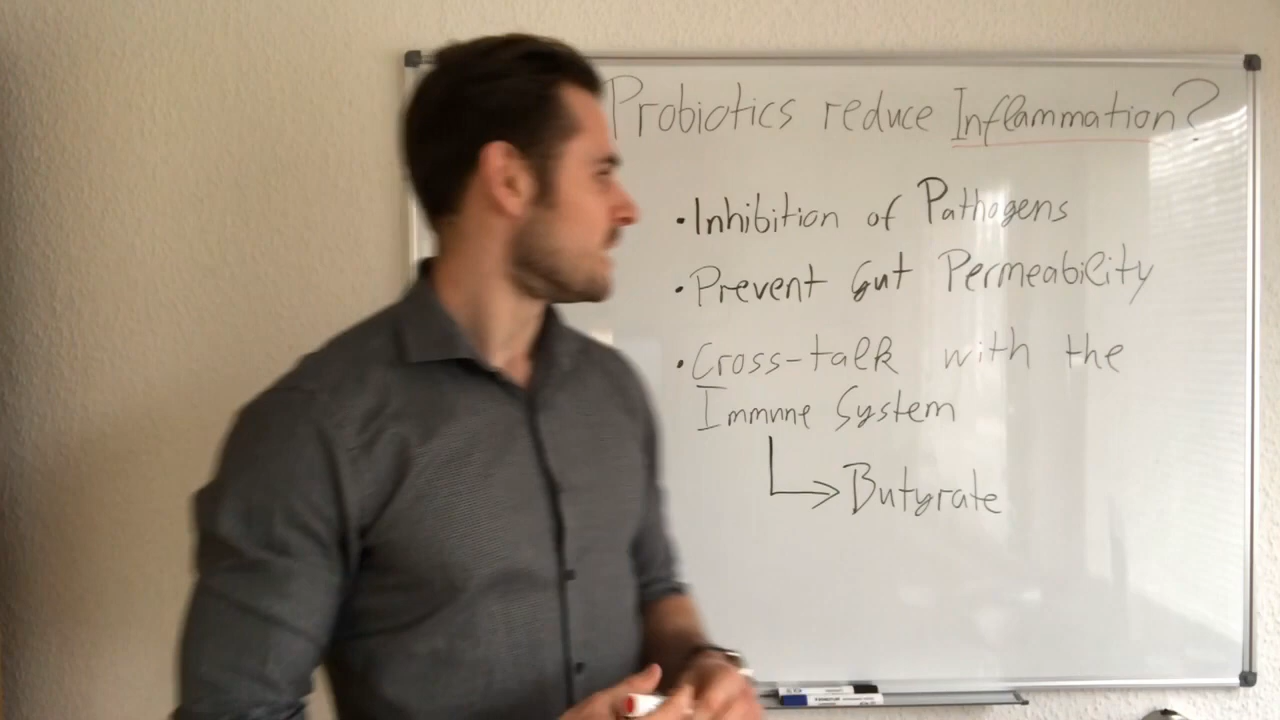 Probiotics reduce Inflammation?
• Inhibition of Pathogens
• Prevent Gut Permeability
• Cross-talk with the
Immune System
Butyrate